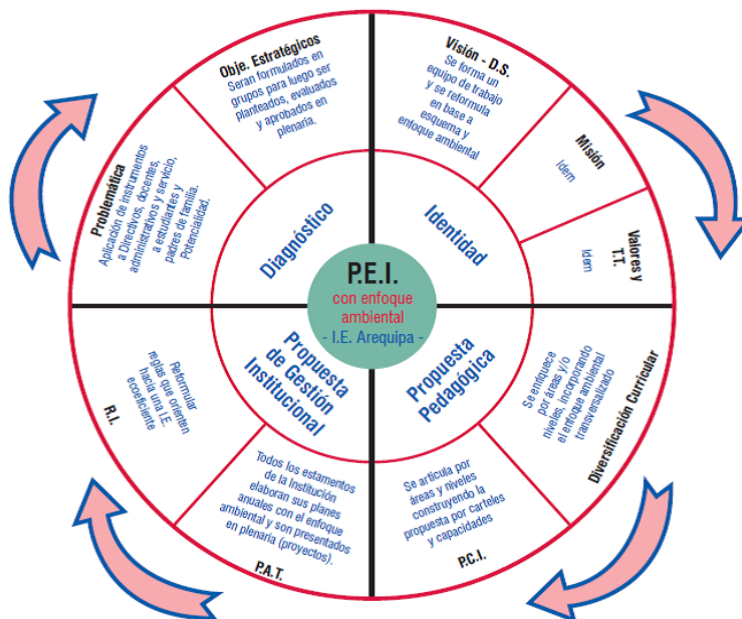 Obje. Estratégicos
Seran formulados en
grupos para luego ser
planteados, evaluados
y aprobados en
plenaria.
Visión - D.S.
Se forma un
equipo de trabajo
y se reformula
en base a
esquema y
enfoque ambiental
Misión
Idem
Valores y
T.T.
Idem
Problemática
Aplicación de instrumentos
a Directivos, docentes,
administrativos y servicio,
a estudiantes y
padres de familia.
Potencialidad.
Diagnóstico
Identidad
P.E.I.
con enfoque
ambiental
- I.E. Arequipa -
Propuesta
de Gestión
Institucional
Propuesta
Pedagógica
Diversificación Curricular
Se enriquece
por áreas y/o
niveles, incorporando
el enfoque ambiental
transversalizado
Se articula por
áreas y niveles
construyendo la
propuesta por carteles
y capacidades
P.C.I.
Todos los estamentos
de la Institución
elaboran sus planes
anuales con el enfoque
ambiental y son presentados
en plenaria (proyectos).
P.A.T.
R.I.
Reformular
reglas que orienten
hacia una I.E.
ecoeficiente